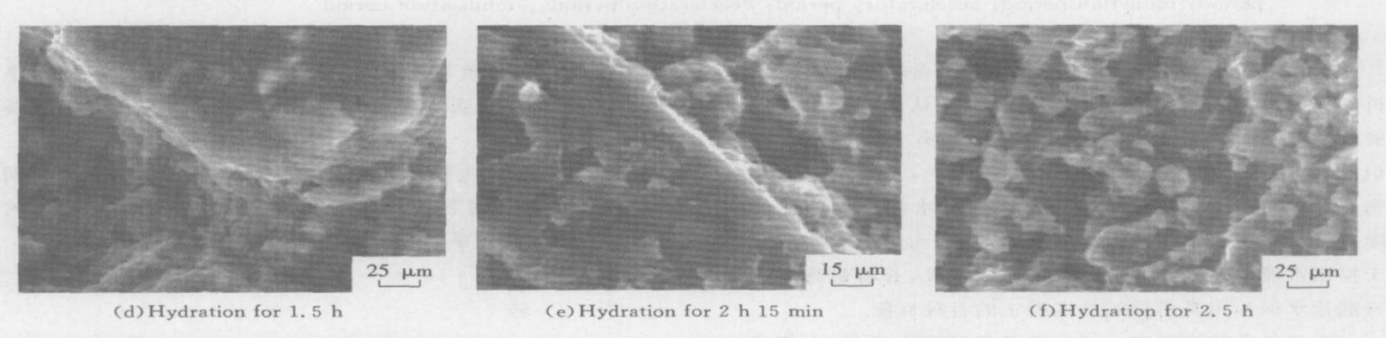 25 μm
15 μm
25 μm
(d)Hydration for 1.5 h
(e)Hydration for 2 h 15 min
(f)Hydration for 2.5 h